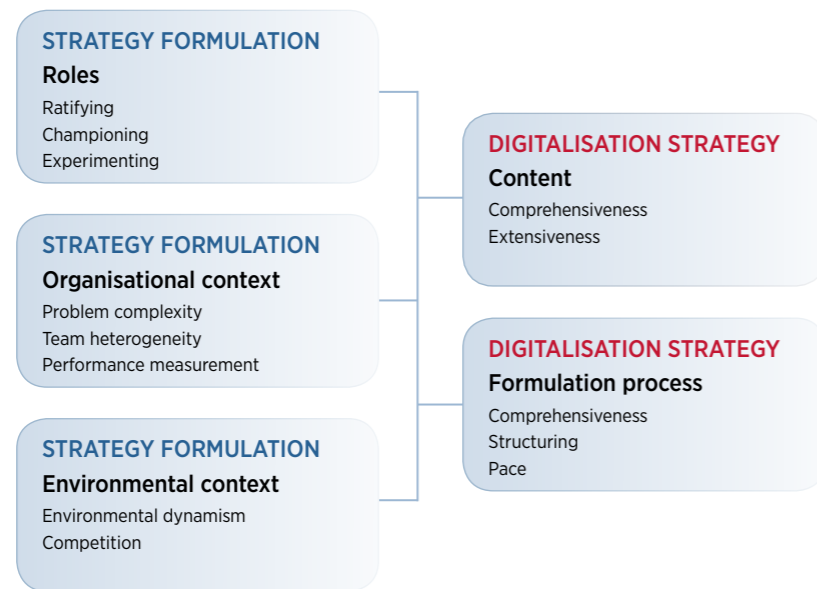 STRATEGY FORMULATION
Roles
Ratifying
Championing
Experimenting
STRATEGY FORMULATION
Organisational context
Problem complexity
Team heterogeneity
Performance measurement
STRATEGY FORMULATION
Environmental context
Environmental dynamism
Competition
DIGITALISATION STRATEGY
Content
Comprehensiveness
Extensiveness
DIGITALISATION STRATEGY
Formulation process
Comprehensiveness
Structuring
Pace